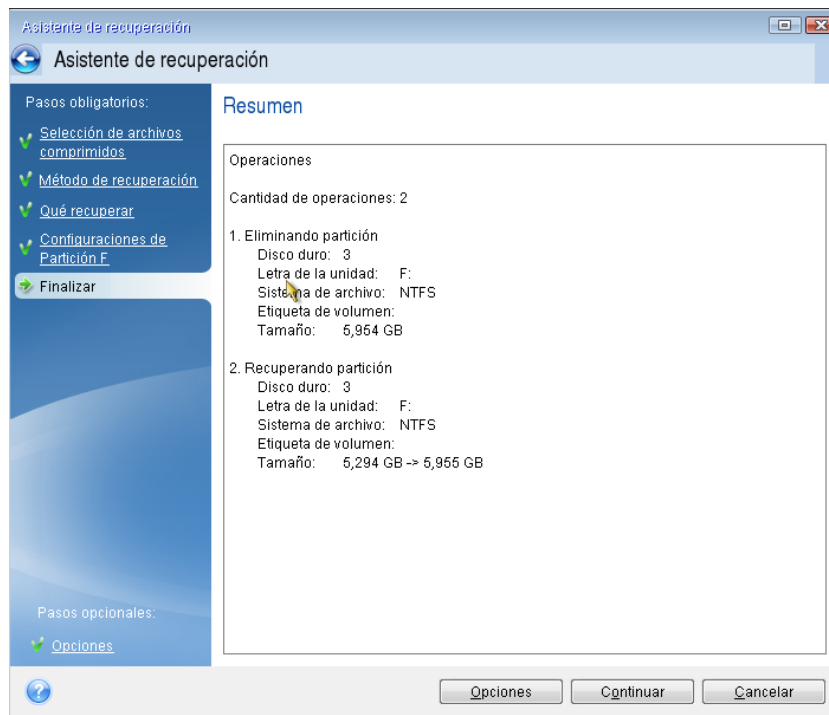 Asistente de recuperación
Asistente de recuperación
Pasos obligatorios:
Selección de archivos
comprimidos
Método de recuperación
Qué recuperar
Configuraciones de
Partición F
Finalizar
Pasos opcionales:
Opciones
Resumen
Operaciones
Cantidad de operaciones: 2
1. Eliminando partición
Disco duro: 3
Letra de la unidad: F:
Sistema de archivo: NTFS
Etiqueta de volumen:
Tamaño: 5,954 GB
2. Recuperando partición
Disco duro: 3
Letra de la unidad: F:
Sistema de archivo: NTFS
Etiqueta de volumen:
Tamaño: 5,294 GB -> 5,955 GB
Opciones
Continuar
Cancelar